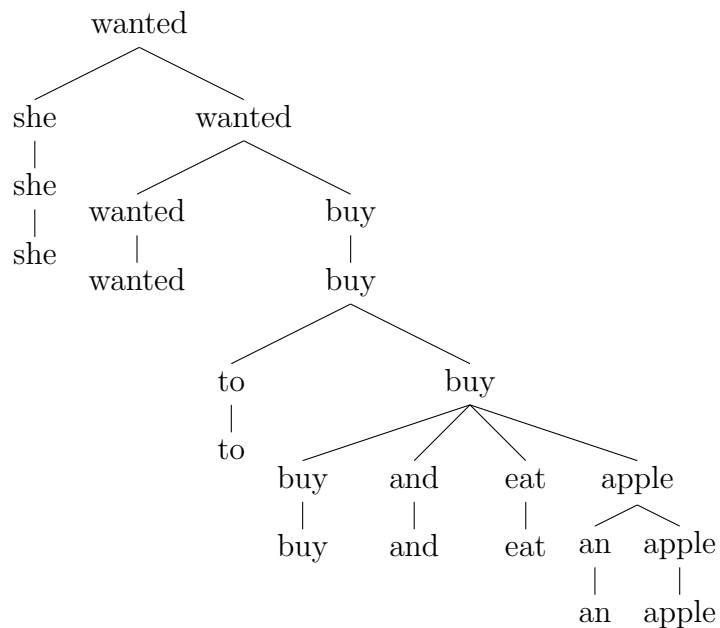 wanted
she wanted
she
wanted buy
she
wanted buy
to buy
to
buy and eat apple
buy and eat an apple
an apple